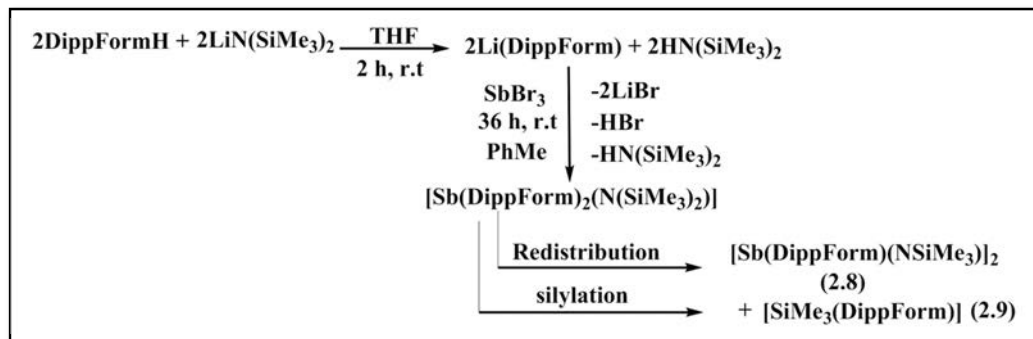 2DippFormH + 2LiN(SiMe₃)₂ THF 2Li(DippForm) + 2HN(SiMe₃)₂
2 h, r.t
SbBr₃ -2LiBr
36 h, r.t -HBr
PhMe -HN(SiMe₃)₂
[Sb(DippForm)₂(N(SiMe₃)₂)]
Redistribution [Sb(DippForm)(NSiMe₃)]₂
(2.8)
silylation + [SiMe₃(DippForm)] (2.9)